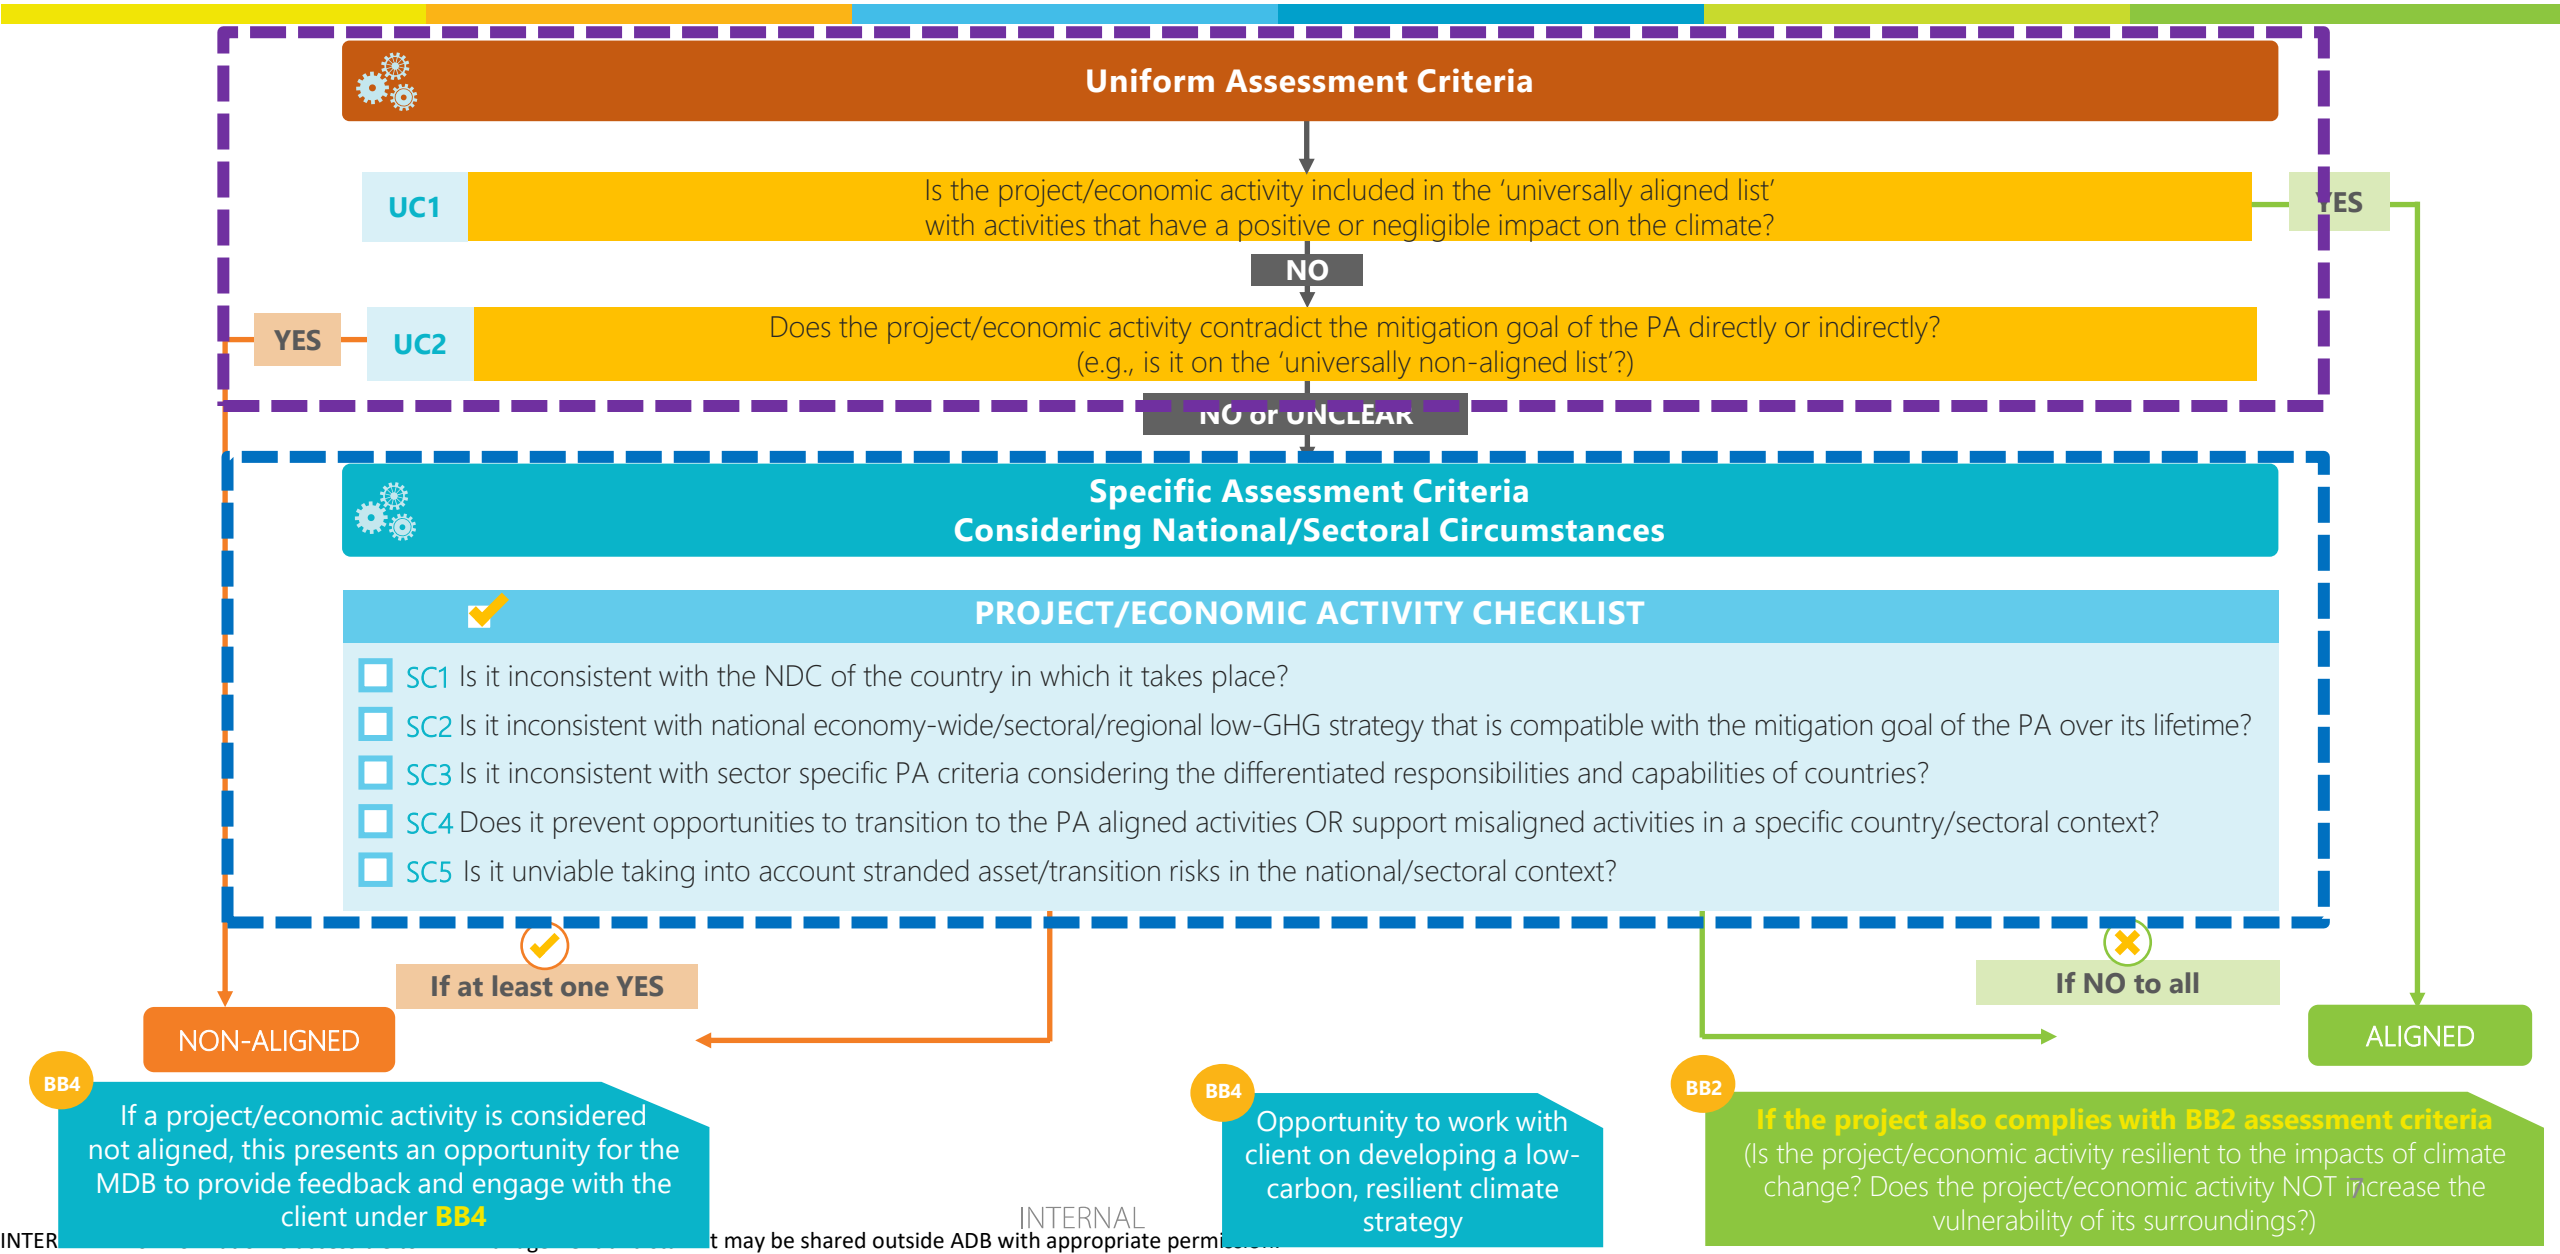 Uniform Assessment Criteria
UC1
Is the project/economic activity included in the ‘universally aligned list’
with activities that have a positive or negligible impact on the climate?
YES
NO
YES
UC2
Does the project/economic activity contradict the mitigation goal of the PA directly or indirectly?
(e.g., is it on the ‘universally non-aligned list’?)
NO or UNCLEAR
Specific Assessment Criteria
Considering National/Sectoral Circumstances
PROJECT/ECONOMIC ACTIVITY CHECKLIST
SC1 Is it inconsistent with the NDC of the country in which it takes place?
SC2 Is it inconsistent with national economy-wide/sectoral/regional low-GHG strategy that is compatible with the mitigation goal of the PA over its lifetime?
SC3 Is it inconsistent with sector specific PA criteria considering the differentiated responsibilities and capabilities of countries?
SC4 Does it prevent opportunities to transition to the PA aligned activities OR support misaligned activities in a specific country/sectoral context?
SC5 Is it unviable taking into account stranded asset/transition risks in the national/sectoral context?
If at least one YES
If NO to all
NON-ALIGNED
ALIGNED
BB4
If a project/economic activity is considered
not aligned, this presents an opportunity for the
MDB to provide feedback and engage with the
client under BB4
BB4
Opportunity to work with
client on developing a low-
carbon, resilient climate
strategy
BB2
If the project also complies with BB2 assessment criteria
(Is the project/economic activity resilient to the impacts of climate
change? Does the project/economic activity NOT increase the
vulnerability of its surroundings?)
7
INTERNAL
may be shared outside ADB with appropriate